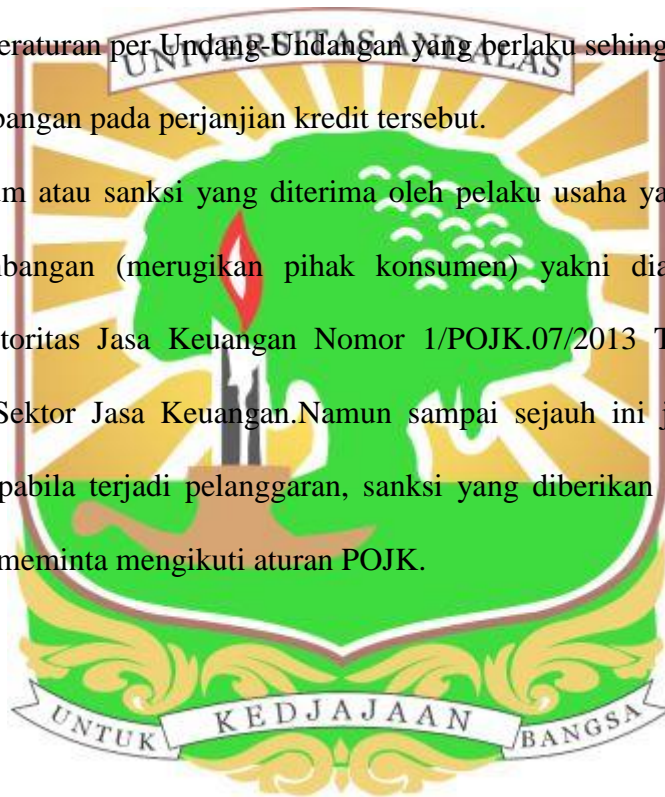 UNIVERSITAS ANDALAS
eraturan per Undang-Undangan yang berlaku sehing
bangan pada perjanjian kredit tersebut.
um atau sanksi yang diterima oleh pelaku usaha ya
mbangan (merugikan pihak konsumen) yakni dia
toritas Jasa Keuangan Nomor 1/POJK.07/2013 T
Sektor Jasa Keuangan.Namun sampai sejauh ini j
pabila terjadi pelanggaran, sanksi yang diberikan
meminta mengikuti aturan POJK.
UNTUK KEDJAJAAN BANGSA